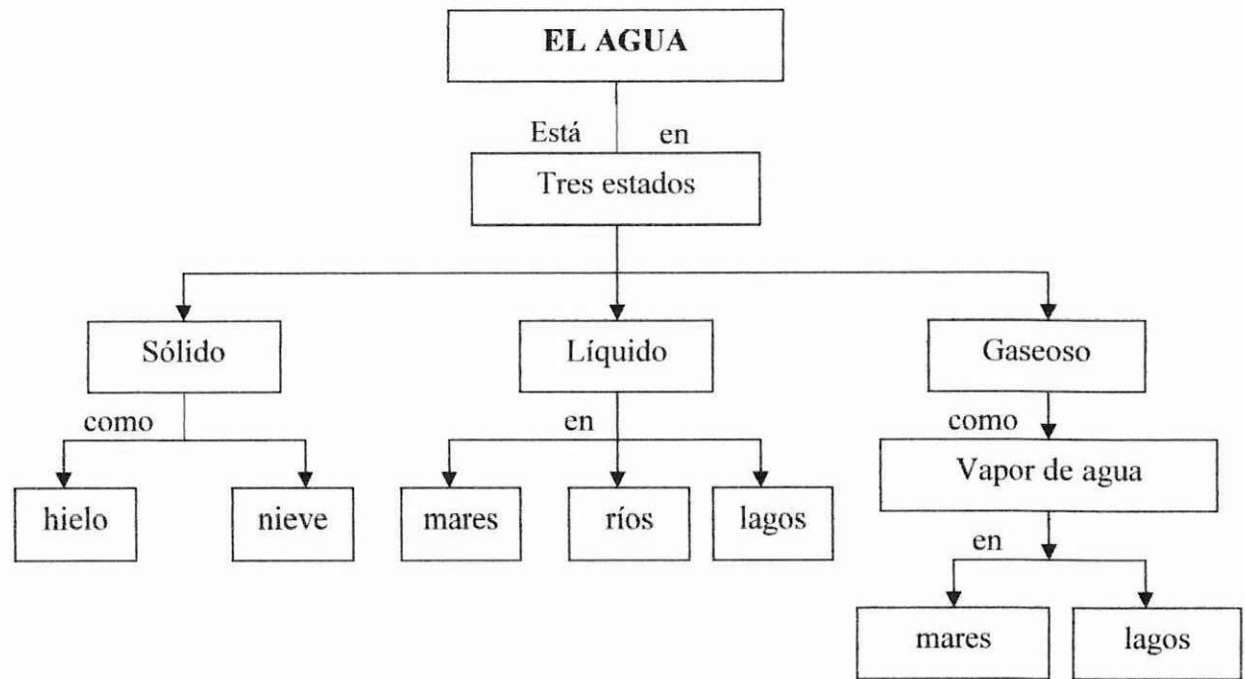 EL AGUA
Está en
Tres estados
Sólido Líquido Gaseoso
como en como
Vapor de agua
hielo nieve mares ríos lagos
en
mares lagos